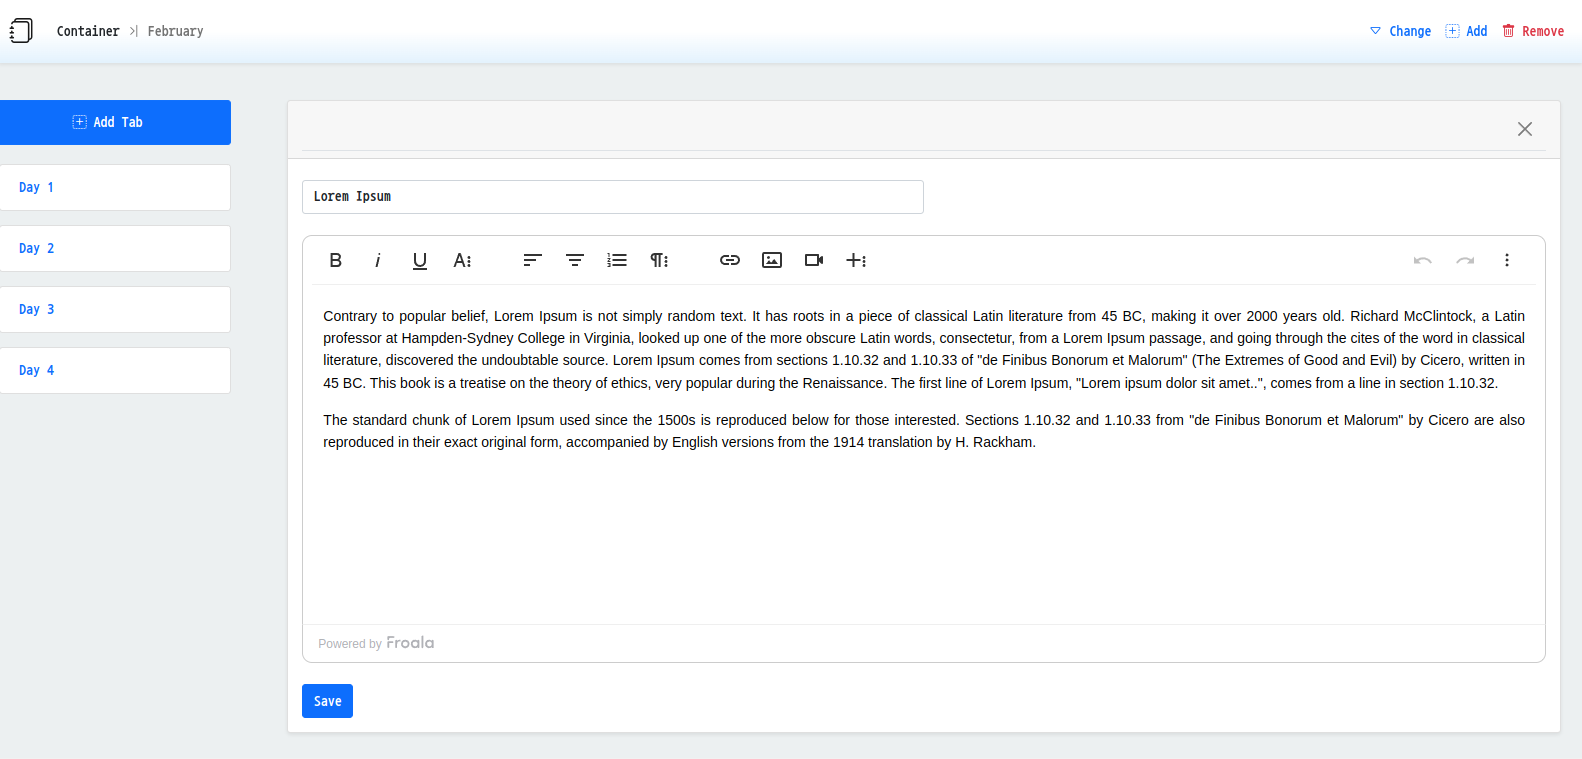 Container February
Change Add Remove
Add Tab
Day 1
Day 2
Day 3
Day 4
Lorem Ipsum
Contrary to popular belief, Lorem Ipsum is not simply random text. It has roots in a piece of classical Latin literature from 45 BC, making it over 2000 years old. Richard McClintock, a Latin
professor at Hampden-Sydney College in Virginia, looked up one of the more obscure Latin words, consectetur, from a Lorem Ipsum passage, and going through the cites of the word in classical
literature, discovered the undoubtable source. Lorem Ipsum comes from sections 1.10.32 and 1.10.33 of "de Finibus Bonorum et Malorum" (The Extremes of Good and Evil) by Cicero, written in
45 BC. This book is a treatise on the theory of ethics, very popular during the Renaissance. The first line of Lorem Ipsum, "Lorem ipsum dolor sit amet..", comes from a line in section 1.10.32.
The standard chunk of Lorem Ipsum used since the 1500s is reproduced below for those interested. Sections 1.10.32 and 1.10.33 from "de Finibus Bonorum et Malorum" by Cicero are also
reproduced in their exact original form, accompanied by English versions from the 1914 translation by H. Rackham.
Powered by Froala
Save